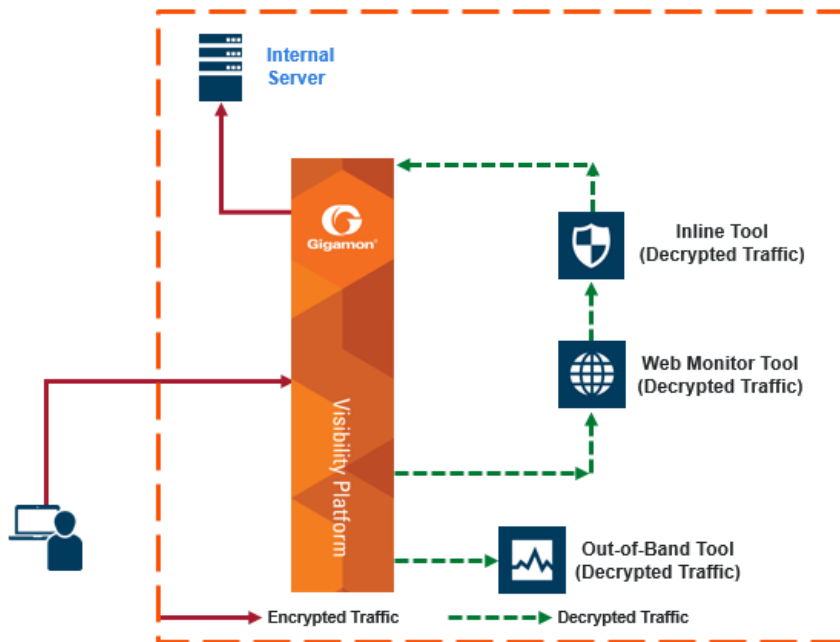 Internal
Server
Gigamon®
Inline Tool
(Decrypted Traffic)
Web Monitor Tool
(Decrypted Traffic)
Visibility Platform
Out-of-Band Tool
(Decrypted Traffic)
Encrypted Traffic
Decrypted Traffic